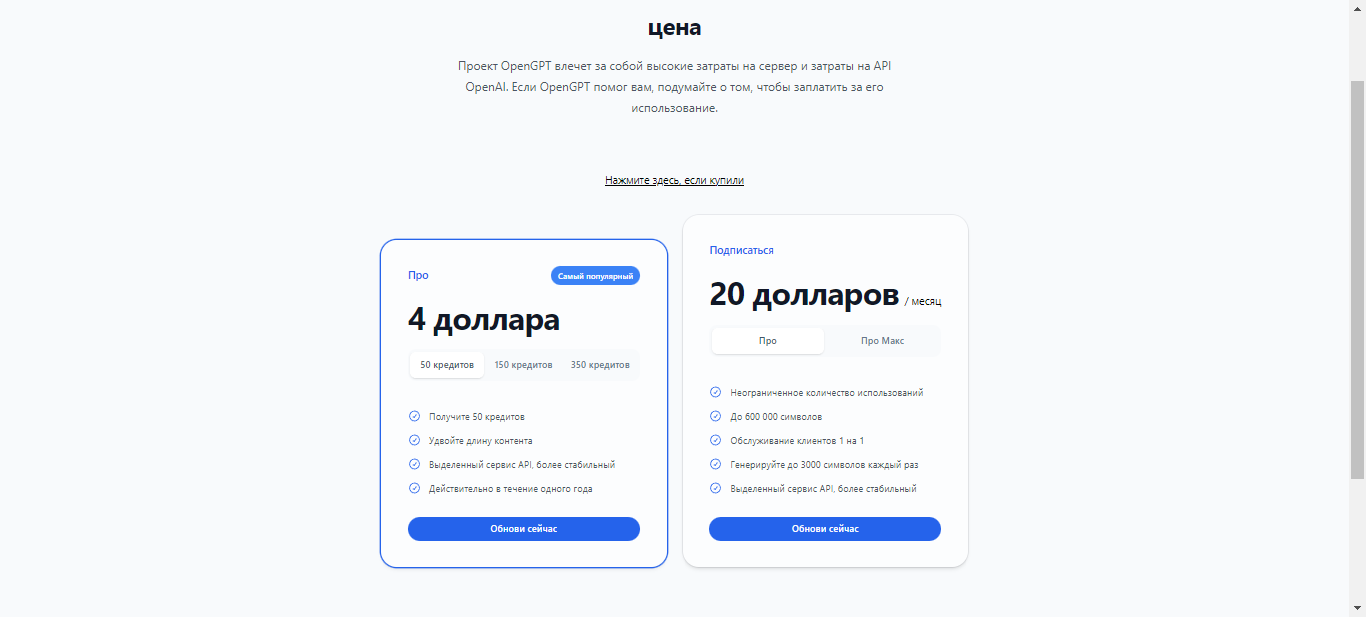 цена
Проект OpenGPT влечет за собой высокие затраты на сервер и затраты на API
OpenAI. Если OpenGPT помог вам, подумайте о том, чтобы заплатить за его
использование.
Нажмите здесь, если купили
Про
Самый популярный
4 доллара
50 кредитов 150 кредитов 350 кредитов
Получите 50 кредитов
Удвойте длину контента
Выделенный сервис API, более стабильный
Действительно в течение одного года
Обнови сейчас
Подписаться
20 долларов / месяц
Про Про Макс
Неограниченное количество использований
До 600 000 символов
Обслуживание клиентов 1 на 1
Генерируйте до 3000 символов каждый раз
Выделенный сервис API, более стабильный
Обнови сейчас